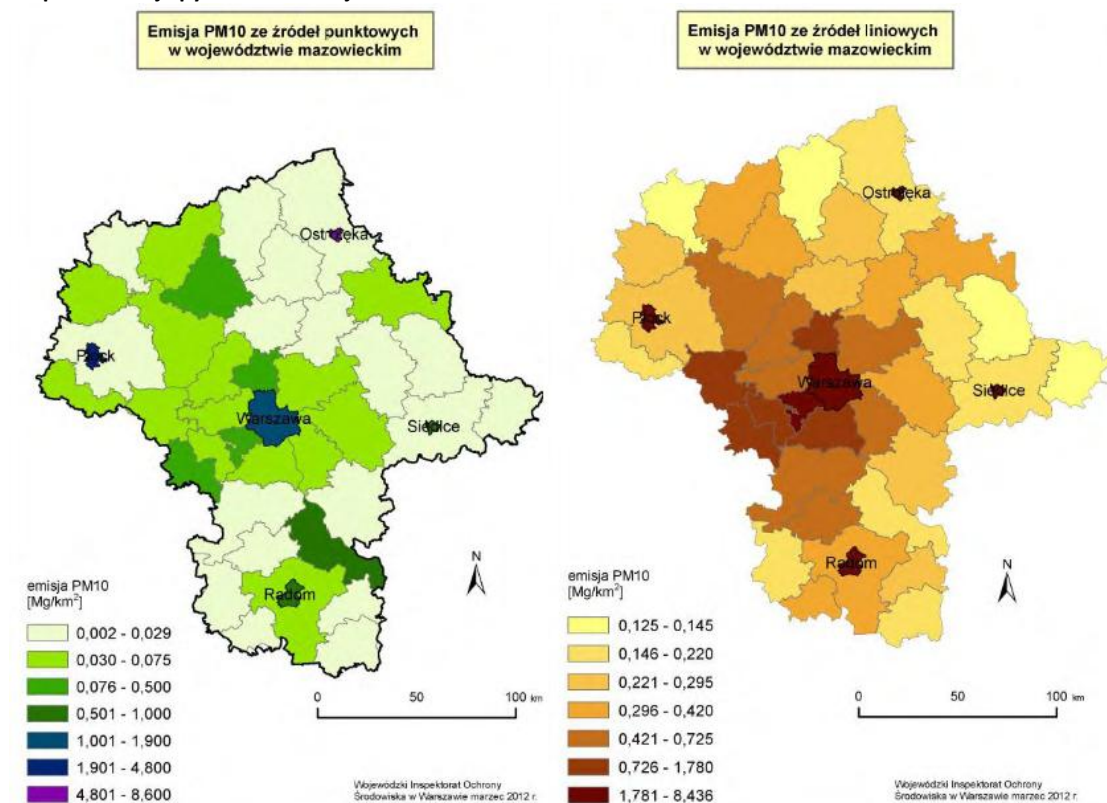 Emisja PM10 ze źródeł punktowych
w województwie mazowieckim
Ostrołęka
Płock
Warszawa
Siedlce
Radom
N
emisja PM10
[Mg/km²]
0,002 - 0,029
0,030 - 0,075
0,076 - 0,500
0,501 - 1,000
1,001 - 1,900
1,901 - 4,800
4,801 - 8,600
0 50 100 km
Wojewódzki Inspektorat Ochrony
Środowiska w Warszawie marzec 2012 r.
Emisja PM10 ze źródeł liniowych
w województwie mazowieckim
Ostrołęka
Płock
Warszawa
Siedlce
Radom
N
emisja PM10
[Mg/km²]
0,125 - 0,145
0,146 - 0,220
0,221 - 0,295
0,296 - 0,420
0,421 - 0,725
0,726 - 1,780
1,781 - 8,436
0 50 100 km
Wojewódzki Inspektorat Ochrony
Środowiska w Warszawie marzec 2012 r.